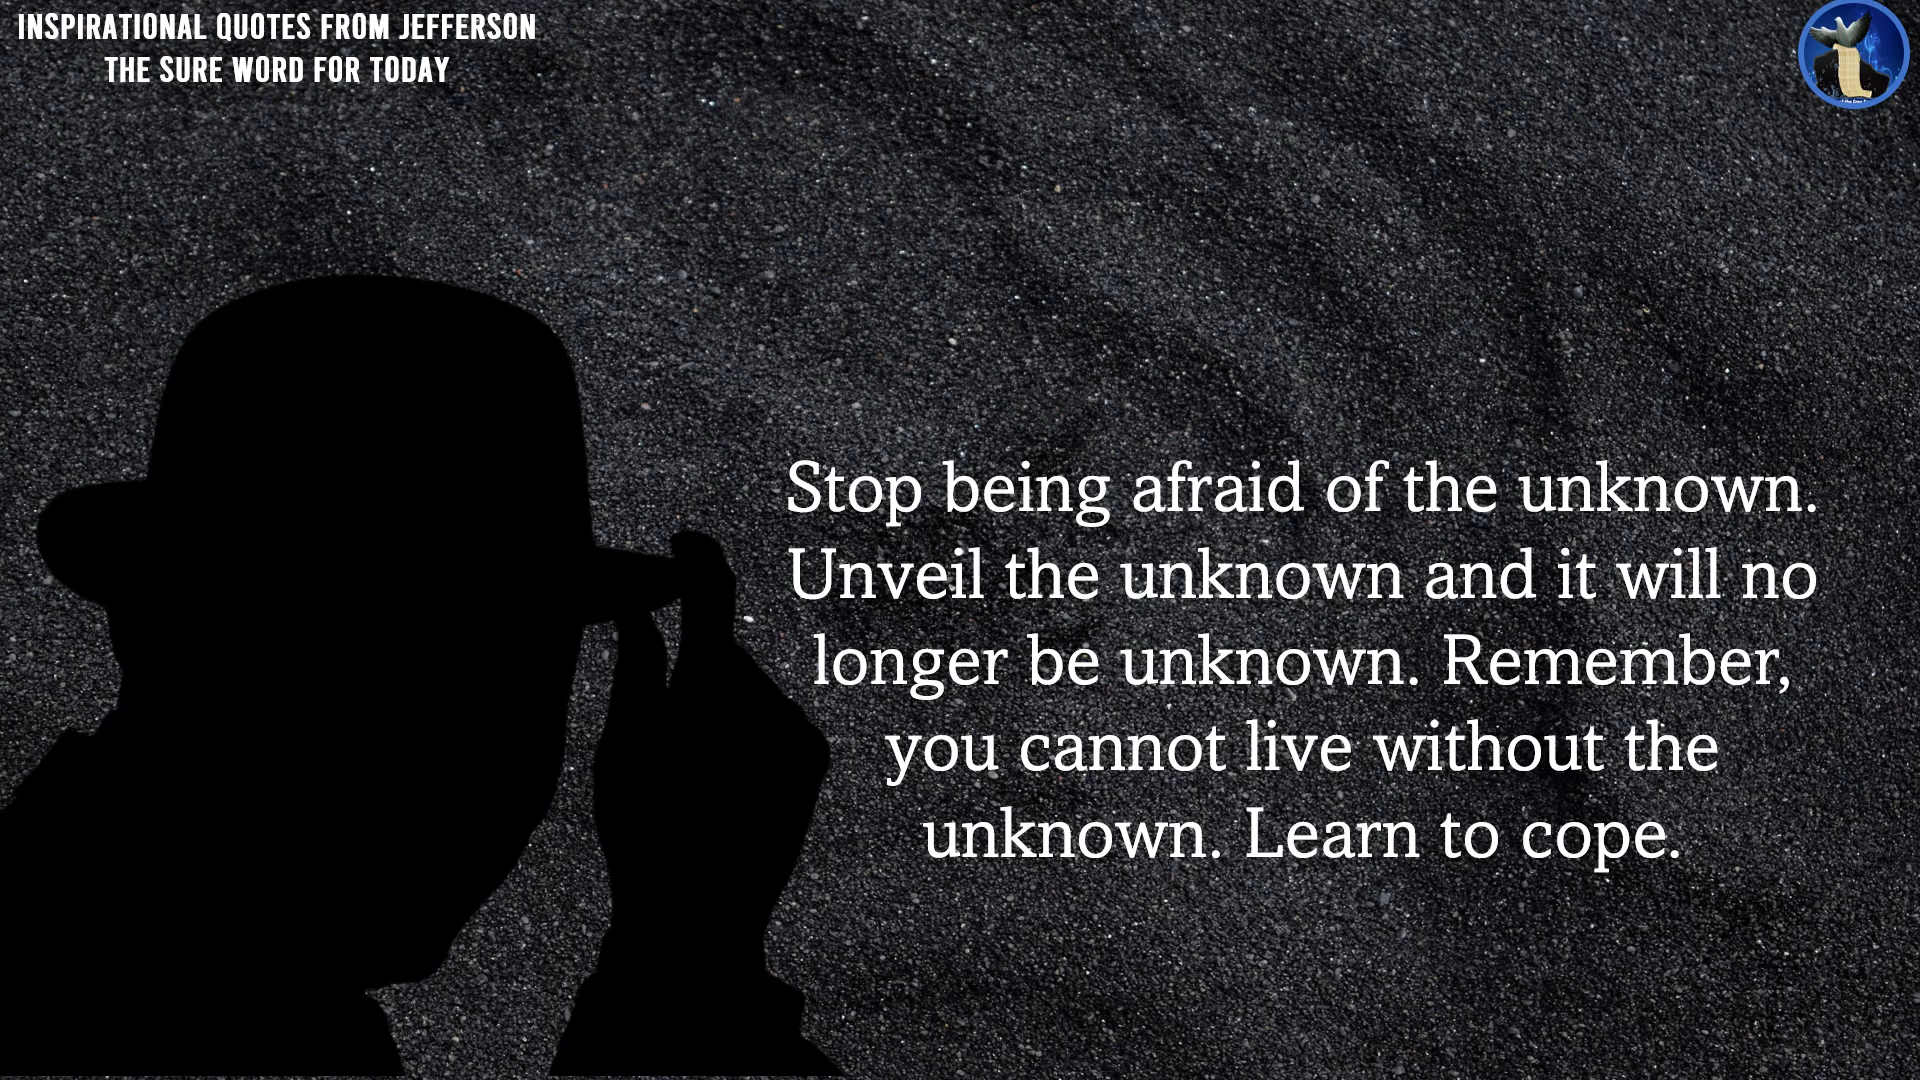 INSPIRATIONAL QUOTES FROM JEFFERSON
THE SURE WORD FOR TODAY
Stop being afraid of the unknown.
Unveil the unknown and it will no
longer be unknown. Remember,
you cannot live without the
unknown. Learn to cope.